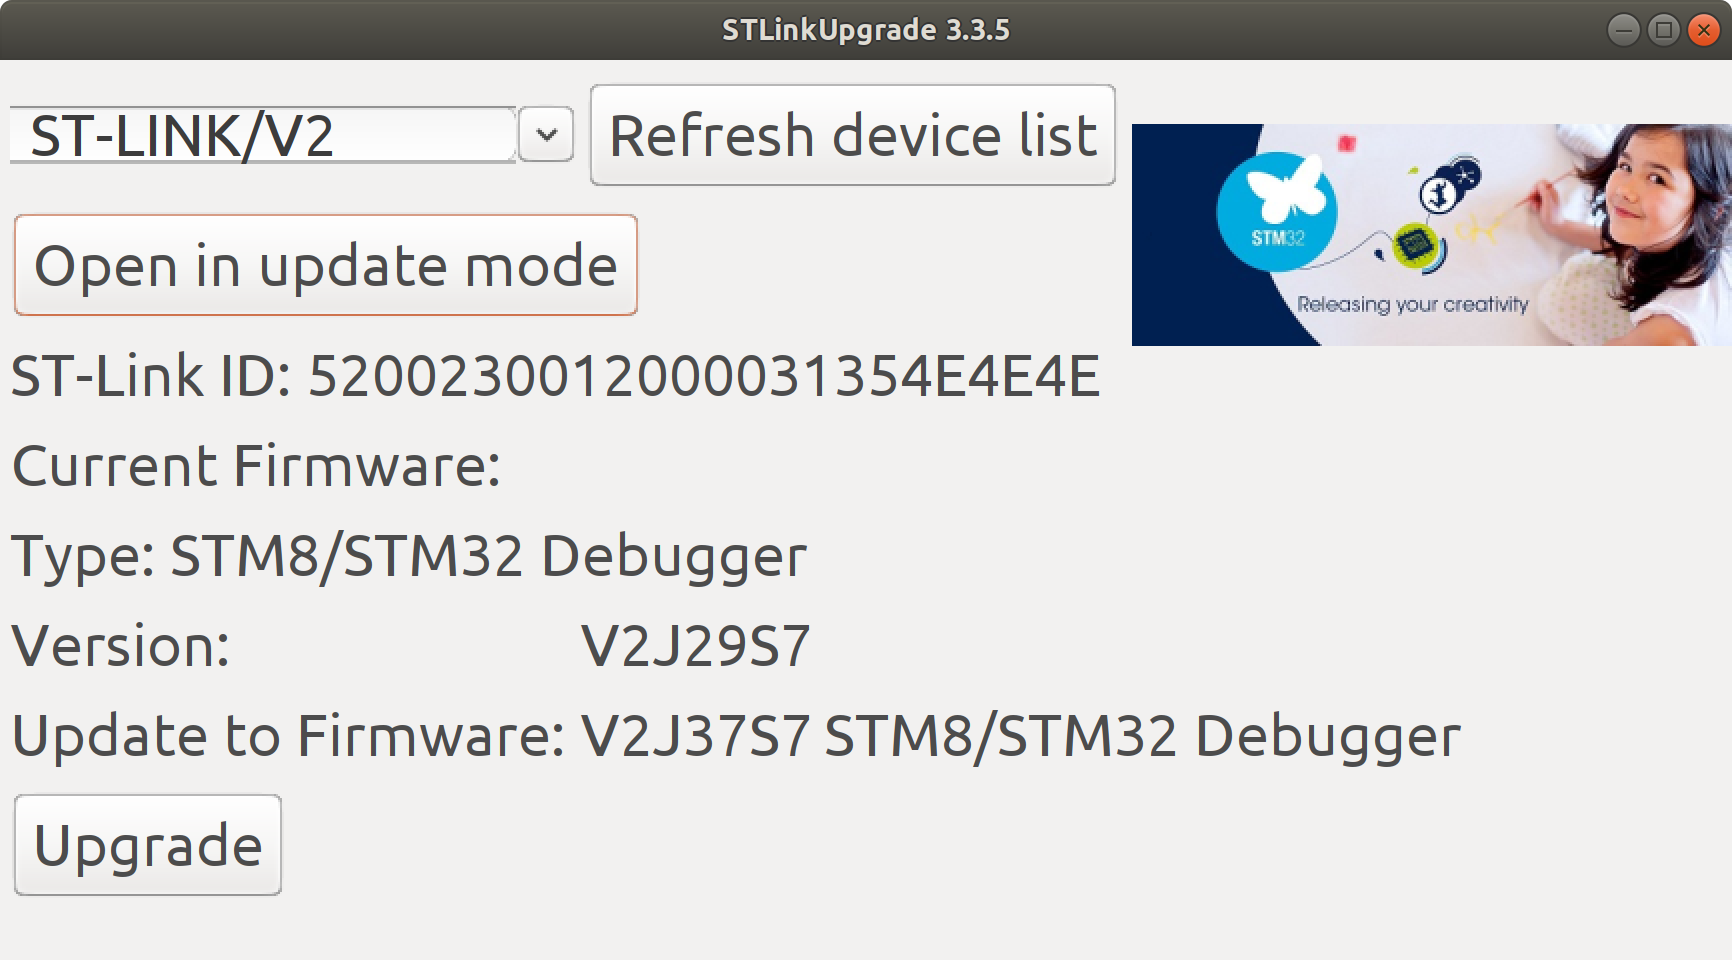 STLinkUpgrade 3.3.5
ST-LINK/V2
Refresh device list
Open in update mode
STM32
Releasing your creativity
ST-Link ID: 5200230012000031354E4E4E
Current Firmware:
Type: STM8/STM32 Debugger
Version: V2J29S7
Update to Firmware: V2J37S7 STM8/STM32 Debugger
Upgrade